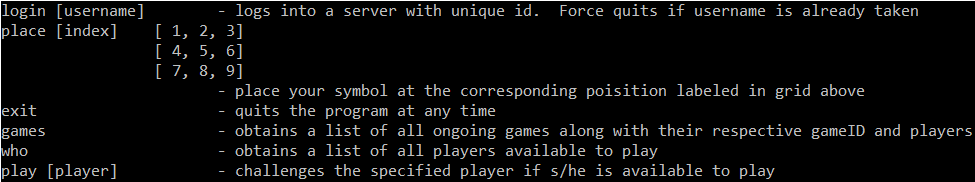 login [username]        - logs into a server with unique id.  Force quits if username is already taken
place [index]    [ 1, 2, 3]
                 [ 4, 5, 6]
                 [ 7, 8, 9]
                        - place your symbol at the corresponding poisition labeled in grid above
exit                    - quits the program at any time
games                   - obtains a list of all ongoing games along with their respective gameID and players
who                     - obtains a list of all players available to play
play [player]           - challenges the specified player if s/he is available to play